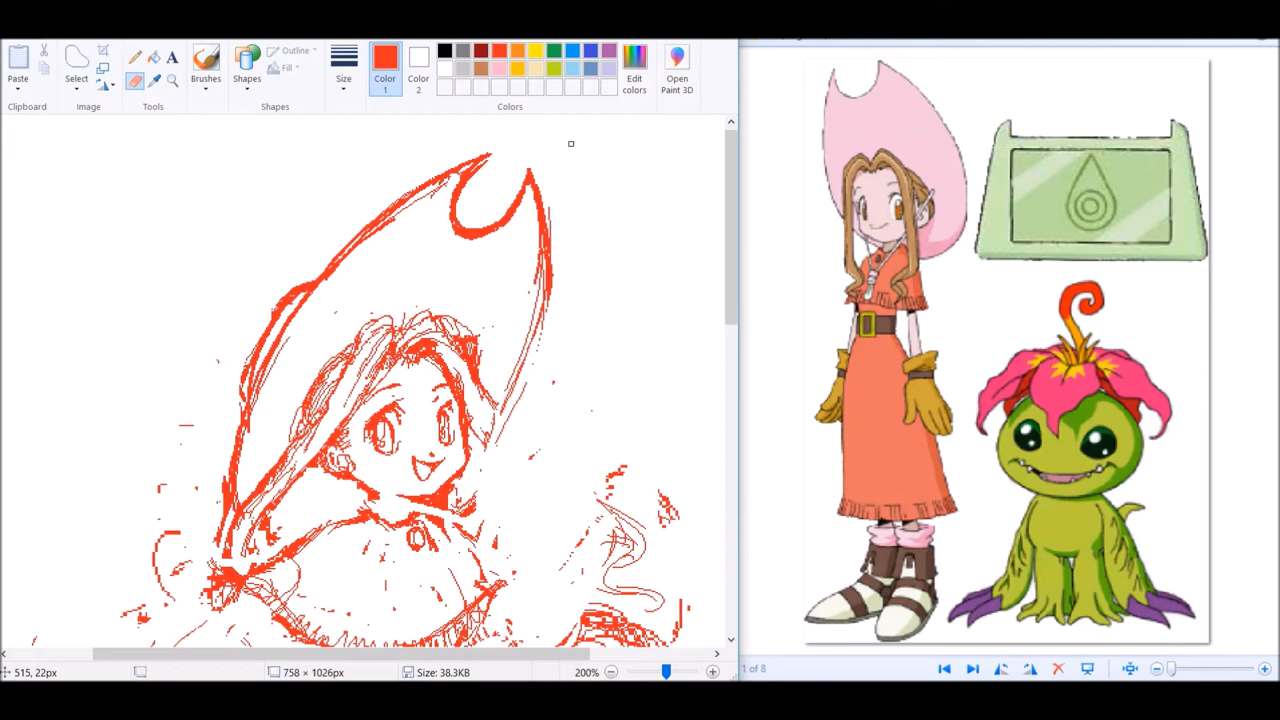 Paste
Select
Brushes
Shapes
Outline
Fill
Size
Color
1
Color
2
Edit
colors
Open
Paint 3D
Clipboard
Image
Tools
Shapes
Colors
515, 22px
758 × 1026px
Size: 38.3KB
200%
1 of 8